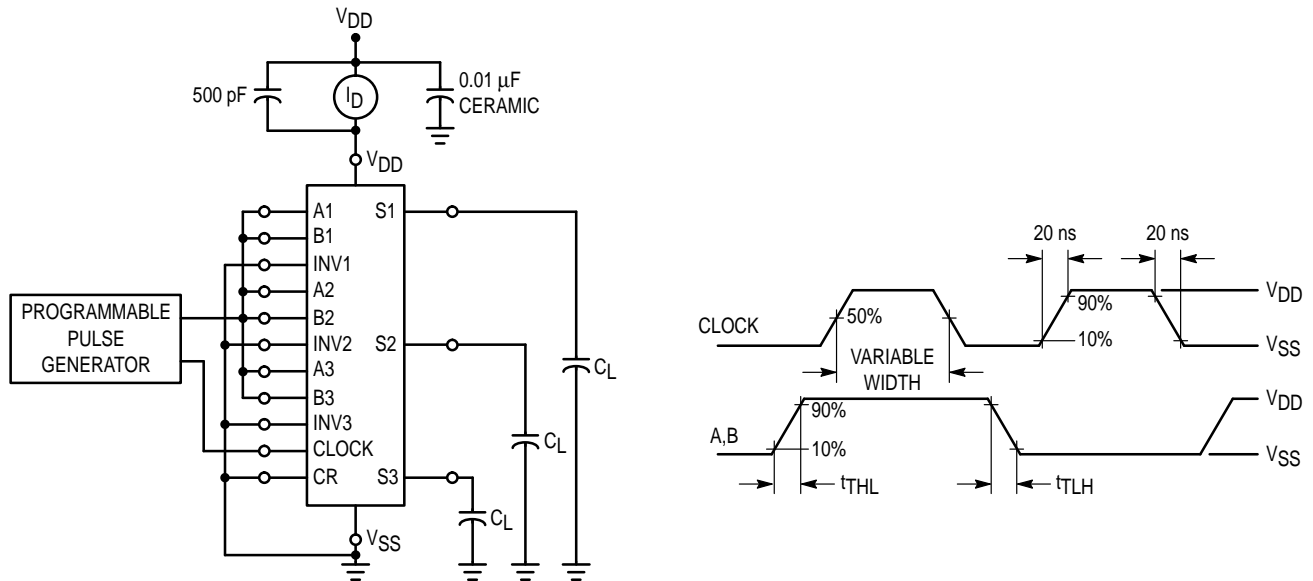 VDD
500 pF
ID
0.01 μF
CERAMIC
VDD
A1
S1
B1
INV1
A2
PROGRAMMABLE
PULSE
GENERATOR
B2
INV2
S2
A3
B3
INV3
CLOCK
CR
S3
CL
CL
CL
VSS
20 ns
20 ns
CLOCK
50%
90%
10%
VDD
VSS
VARIABLE
WIDTH
A,B
90%
10%
VDD
VSS
tTHL
tTLH